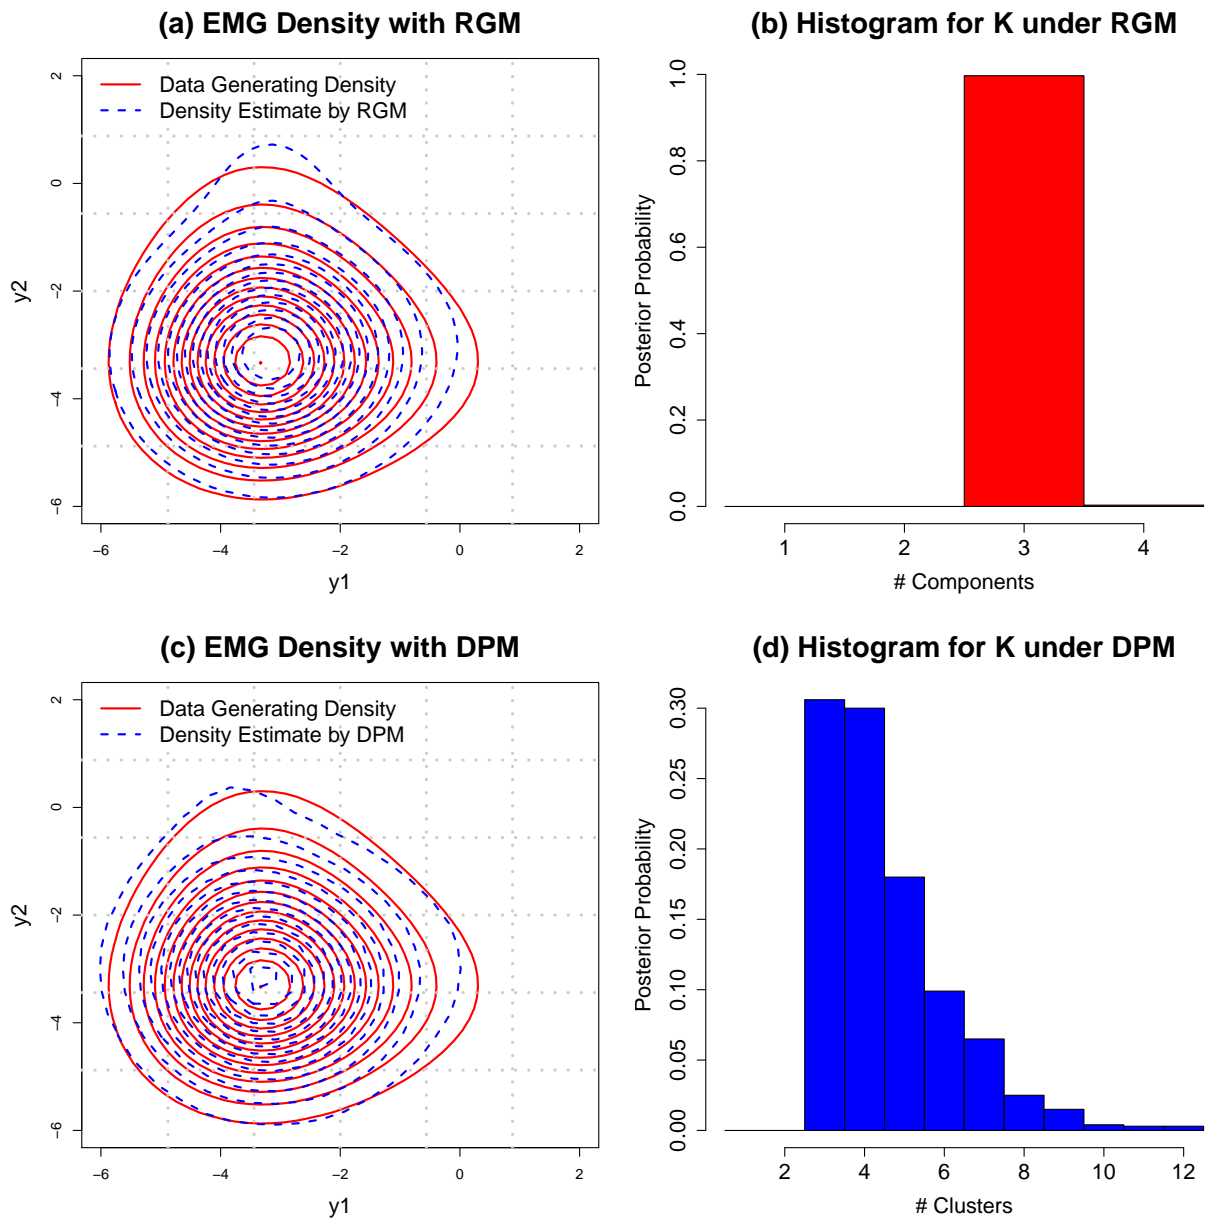 (a) EMG Density with RGM
Data Generating Density
Density Estimate by RGM
y2
2
0
−2
−4
−6
−6 −4 −2 0 2
y1
(b) Histogram for K under RGM
Posterior Probability
1.0
0.8
0.6
0.4
0.2
0.0
1 2 3 4
# Components
(c) EMG Density with DPM
Data Generating Density
Density Estimate by DPM
y2
2
0
−2
−4
−6
−6 −4 −2 0 2
y1
(d) Histogram for K under DPM
Posterior Probability
0.30
0.25
0.20
0.15
0.10
0.05
0.00
2 4 6 8 10 12
# Clusters